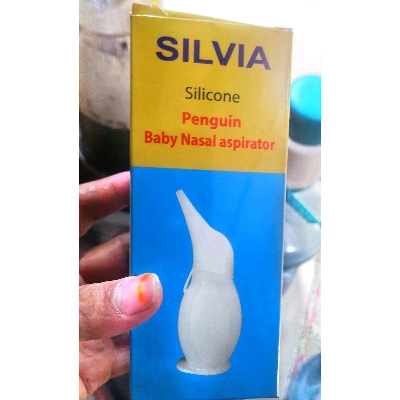 SILVIA
Silicone
Penguin
Baby Nasal aspirator